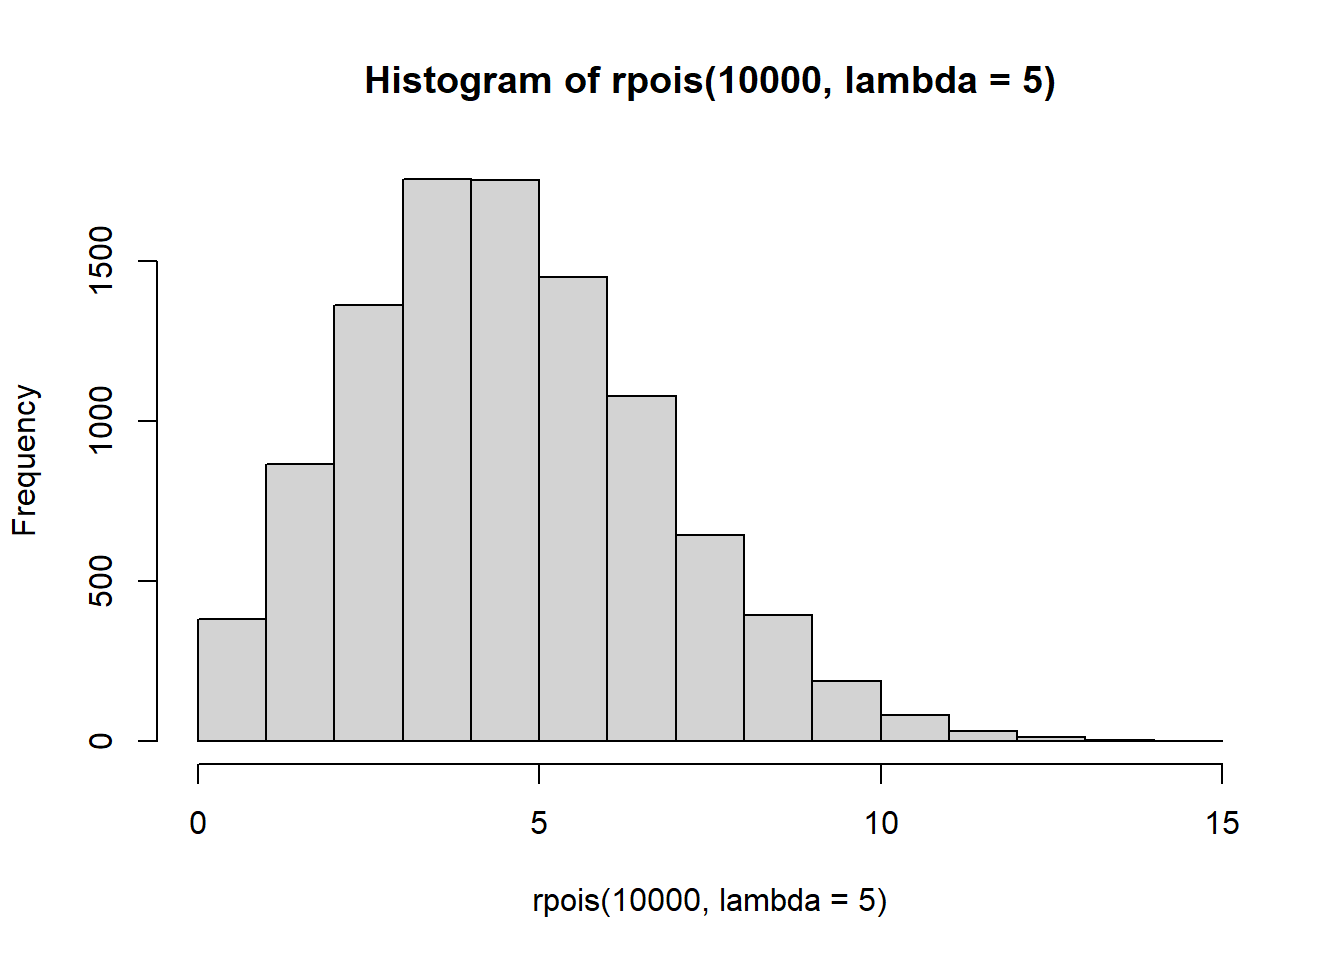 Histogram of rpois(10000, lambda = 5)
Frequency
1500
1000
500
0
0 5 10 15
rpois(10000, lambda = 5)